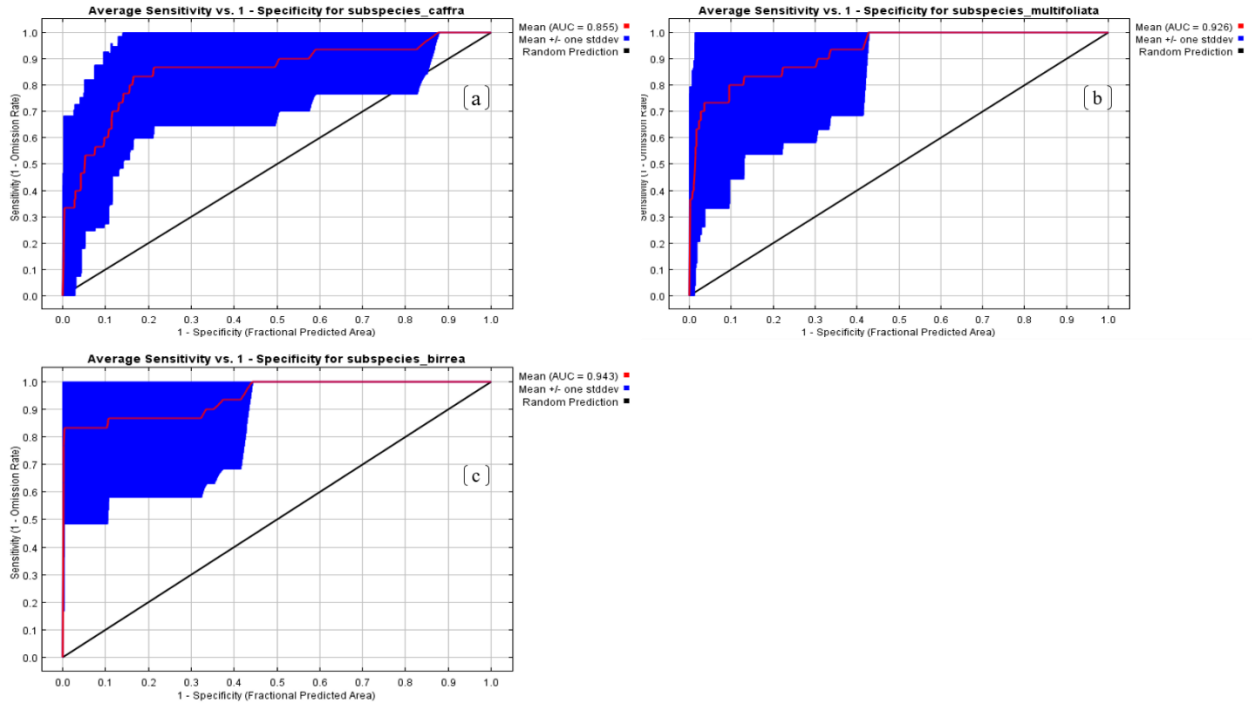 Average Sensitivity vs. 1 - Specificity for subspecies_caffra
Mean (AUC = 0.855)
Mean +/- one stddev
Random Prediction
[a]
Sensitivity (1 - Omission Rate)
1.0
0.9
0.8
0.7
0.6
0.5
0.4
0.3
0.2
0.1
0.0
0.0 0.1 0.2 0.3 0.4 0.5 0.6 0.7 0.8 0.9 1.0
1 - Specificity (Fractional Predicted Area)
Average Sensitivity vs. 1 - Specificity for subspecies_multifoliata
Mean (AUC = 0.926)
Mean +/- one stddev
Random Prediction
[b]
Sensitivity (1 - Omission Rate)
1.0
0.9
0.8
0.7
0.6
0.5
0.4
0.3
0.2
0.1
0.0
0.0 0.1 0.2 0.3 0.4 0.5 0.6 0.7 0.8 0.9 1.0
1 - Specificity (Fractional Predicted Area)
Average Sensitivity vs. 1 - Specificity for subspecies_birrea
Mean (AUC = 0.943)
Mean +/- one stddev
Random Prediction
[c]
Sensitivity (1 - Omission Rate)
1.0
0.9
0.8
0.7
0.6
0.5
0.4
0.3
0.2
0.1
0.0
0.0 0.1 0.2 0.3 0.4 0.5 0.6 0.7 0.8 0.9 1.0
1 - Specificity (Fractional Predicted Area)